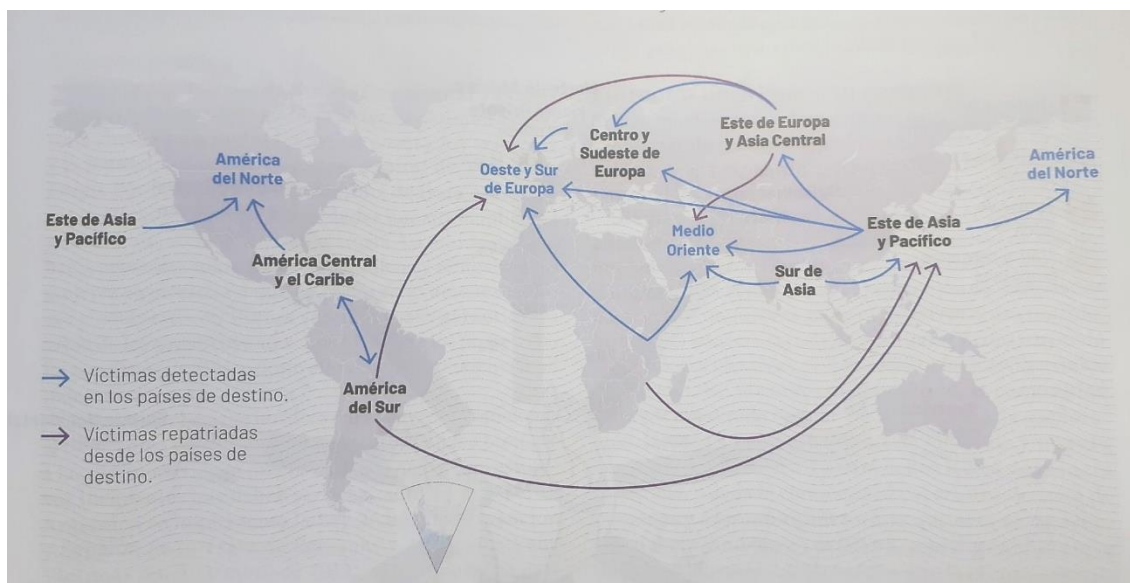 América
del Norte
Este de Asia
y Pacífico
América Central
y el Caribe
América
del Sur
Oeste y Sur
de Europa
Centro y
Sudeste de
Europa
Este de Europa
y Asia Central
Medio
Oriente
Sur de
Asia
Este de Asia
y Pacífico
América
del Norte
Víctimas detectadas
en los países de destino.
Víctimas repatriadas
desde los países de
destino.